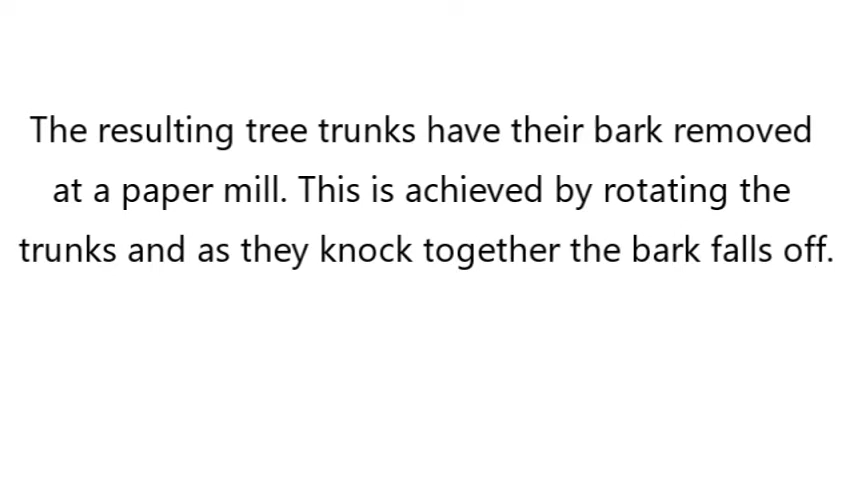 The resulting tree trunks have their bark removed
at a paper mill. This is achieved by rotating the
trunks and as they knock together the bark falls off.